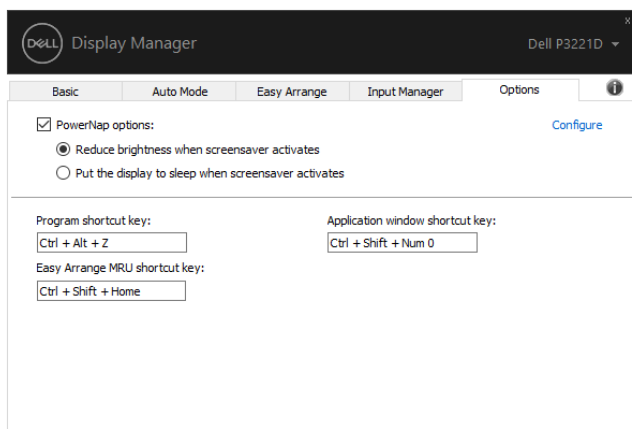 x
DELL Display Manager Dell P3221D
Basic Auto Mode Easy Arrange Input Manager Options i
PowerNap options: Configure
Reduce brightness when screensaver activates
Put the display to sleep when screensaver activates
Program shortcut key: Application window shortcut key:
Ctrl + Alt + Z Ctrl + Shift + Num 0
Easy Arrange MRU shortcut key:
Ctrl + Shift + Home